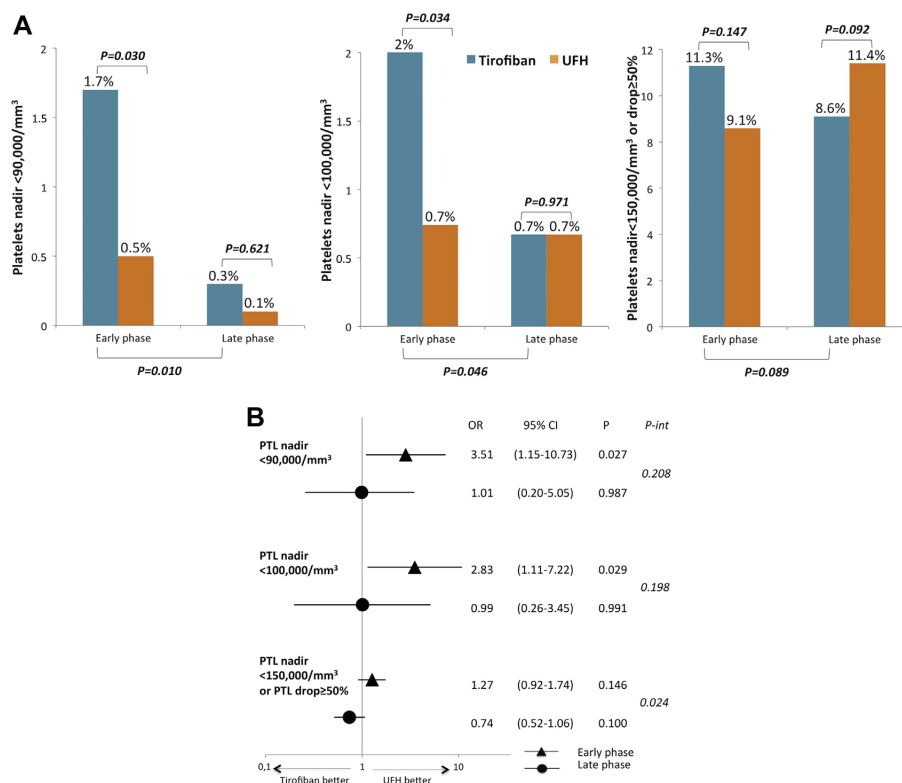 A
Platelets nadir <90,000/mm³
2
1.5
1
0.5
0
P=0.030
1.7%
0.5%
P=0.621
0.3%
0.1%
Early phase Late phase
P=0.010
Platelets nadir <100,000/mm³
2
1.5
1
0.5
0
P=0.034
2%
0.7%
Tirofiban UFH
P=0.971
0.7% 0.7%
Early phase Late phase
P=0.046
Platelets nadir<150,000/mm³ or drop≥50%
12
10
8
6
4
2
0
P=0.147
11.3%
9.1%
P=0.092
8.6%
11.4%
Early phase Late phase
P=0.089
B
OR 95% CI P P-int
PTL nadir
<90,000/mm³
3.51 (1.15-10.73) 0.027
0.208
1.01 (0.20-5.05) 0.987
PTL nadir
<100,000/mm³
2.83 (1.11-7.22) 0.029
0.198
0.99 (0.26-3.45) 0.991
PTL nadir
<150,000/mm³
or PTL drop≥50%
1.27 (0.92-1.74) 0.146
0.024
0.74 (0.52-1.06) 0.100
0,1 1 10
Tirofiban better UFH better
Early phase
Late phase